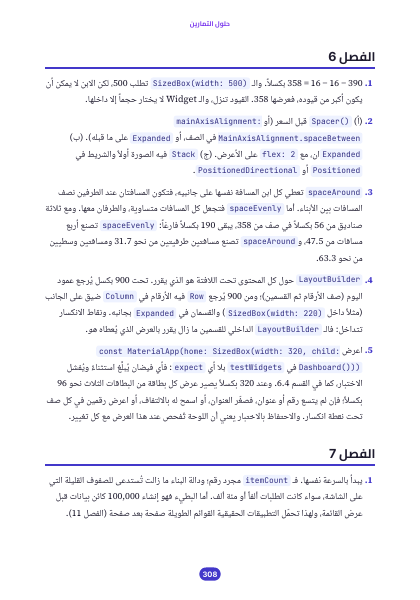 حلول التمارين
الفصل 6
1. 390 − 16 − 16 = 358 بكسلاً. والـ SizedBox(width: 500) تطلب 500، لكن الابن لا يمكن أن
يكون أكبر من قيوده، فعرضها 358. القيود تنزل، والـ Widget لا يختار حجماً إلا داخلها.
2. (أ) Spacer() قبل السعر (أو mainAxisAlignment:
MainAxisAlignment.spaceBetween في الصف، أو Expanded على ما قبله). (ب)
Expanded ان، مع flex: 2 على الأعرض. (ج) Stack فيه الصورة أولاً والشريط في
Positioned أو PositionedDirectional.
3. spaceAround تعطي كل ابن المسافة نفسها على جانبيه، فتكون المسافتان عند الطرفين نصف
المسافات بين الأبناء. أما spaceEvenly فتجعل كل المسافات متساوية، والطرفان معها. ومع ثلاثة
صناديق من 56 بكسلاً في صف من 358، يبقى 190 بكسلاً فارغاً: spaceEvenly تصنع أربع
مسافات من 47.5، و spaceAround تصنع مسافتين طرفيتين من نحو 31.7 ومسافتين وسطيين
من نحو 63.3.
4. LayoutBuilder حول كل المحتوى تحت اللافتة هو الذي يقرر. تحت 900 بكسل يُرجع عمود
اليوم (صف الأرقام ثم القسمين)؛ ومن 900 يُرجع Row فيه الأرقام في Column ضيق على الجانب
(مثلاً داخل SizedBox(width: 220)) والقسمان في Expanded بجانبه. ونقاط الانكسار
تتداخل: فالـ LayoutBuilder الداخلي للقسمين ما زال يقرر بالعرض الذي يُعطاه هو.
5. اعرض const MaterialApp(home: SizedBox(width: 320, child:
Dashboard())) في testWidgets بلا أي expect: فأي فيضان يُبلَّغ استثناءً ويُفشل
الاختبار، كما في القسم 6.4. وعند 320 بكسلاً يصير عرض كل بطاقة من البطاقات الثلاث نحو 96
بكسلاً؛ فإن لم يتسع رقم أو عنوان، فصغّر العنوان، أو اسمح له بالالتفاف، أو اعرض رقمين في كل صف
تحت نقطة انكسار. والاحتفاظ بالاختبار يعني أن اللوحة تُفحص عند هذا العرض مع كل تغيير.
الفصل 7
1. يبدأ بالسرعة نفسها. فـ itemCount مجرد رقم؛ ودالة البناء ما زالت تُستدعى للصفوف القليلة التي
على الشاشة، سواء كانت الطلبات ألفاً أو مئة ألف. أما البطيء فهو إنشاء 100,000 كائن بيانات قبل
عرض القائمة، ولهذا تحمّل التطبيقات الحقيقية القوائم الطويلة صفحة بعد صفحة (الفصل 11).
308